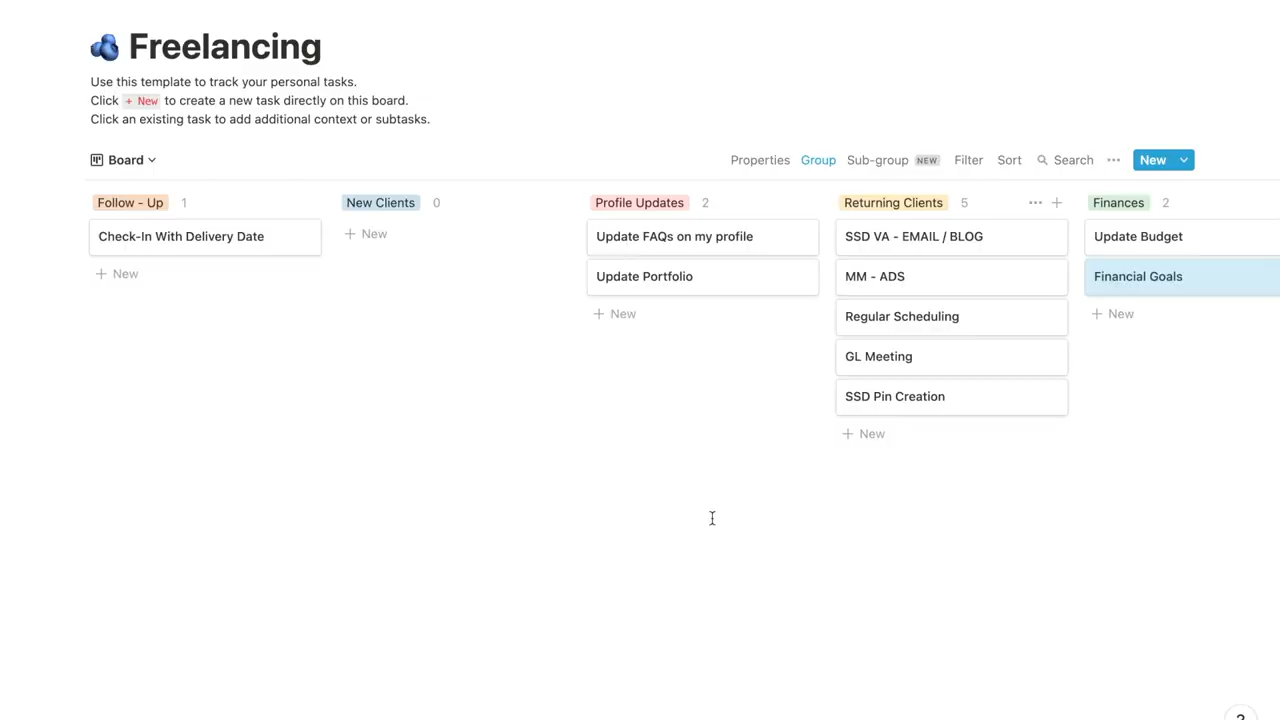 Freelancing
Use this template to track your personal tasks.
Click + New to create a new task directly on this board.
Click an existing task to add additional context or subtasks.
Board
Properties Group Sub-group NEW Filter Sort Search ••• New
Follow - Up 1
Check-In With Delivery Date
+ New
New Clients 0
+ New
Profile Updates 2
Update FAQs on my profile
Update Portfolio
+ New
Returning Clients 5 ••• +
SSD VA - EMAIL / BLOG
MM - ADS
Regular Scheduling
GL Meeting
SSD Pin Creation
+ New
Finances 2
Update Budget
Financial Goals
+ New
?